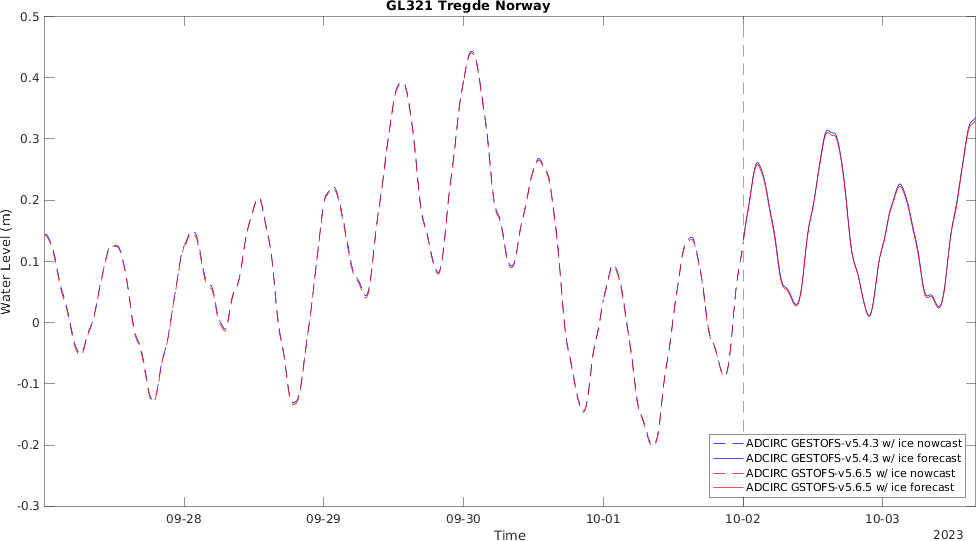 GL321 Tregde Norway
0.5
0.4
0.3
0.2
0.1
0
-0.1
-0.2
-0.3
Water Level (m)
09-28 09-29 09-30 10-01 10-02 10-03
Time
2023
ADCIRC GESTOFS-v5.4.3 w/ ice nowcast
ADCIRC GESTOFS-v5.4.3 w/ ice forecast
ADCIRC GSTOFS-v5.6.5 w/ ice nowcast
ADCIRC GSTOFS-v5.6.5 w/ ice forecast